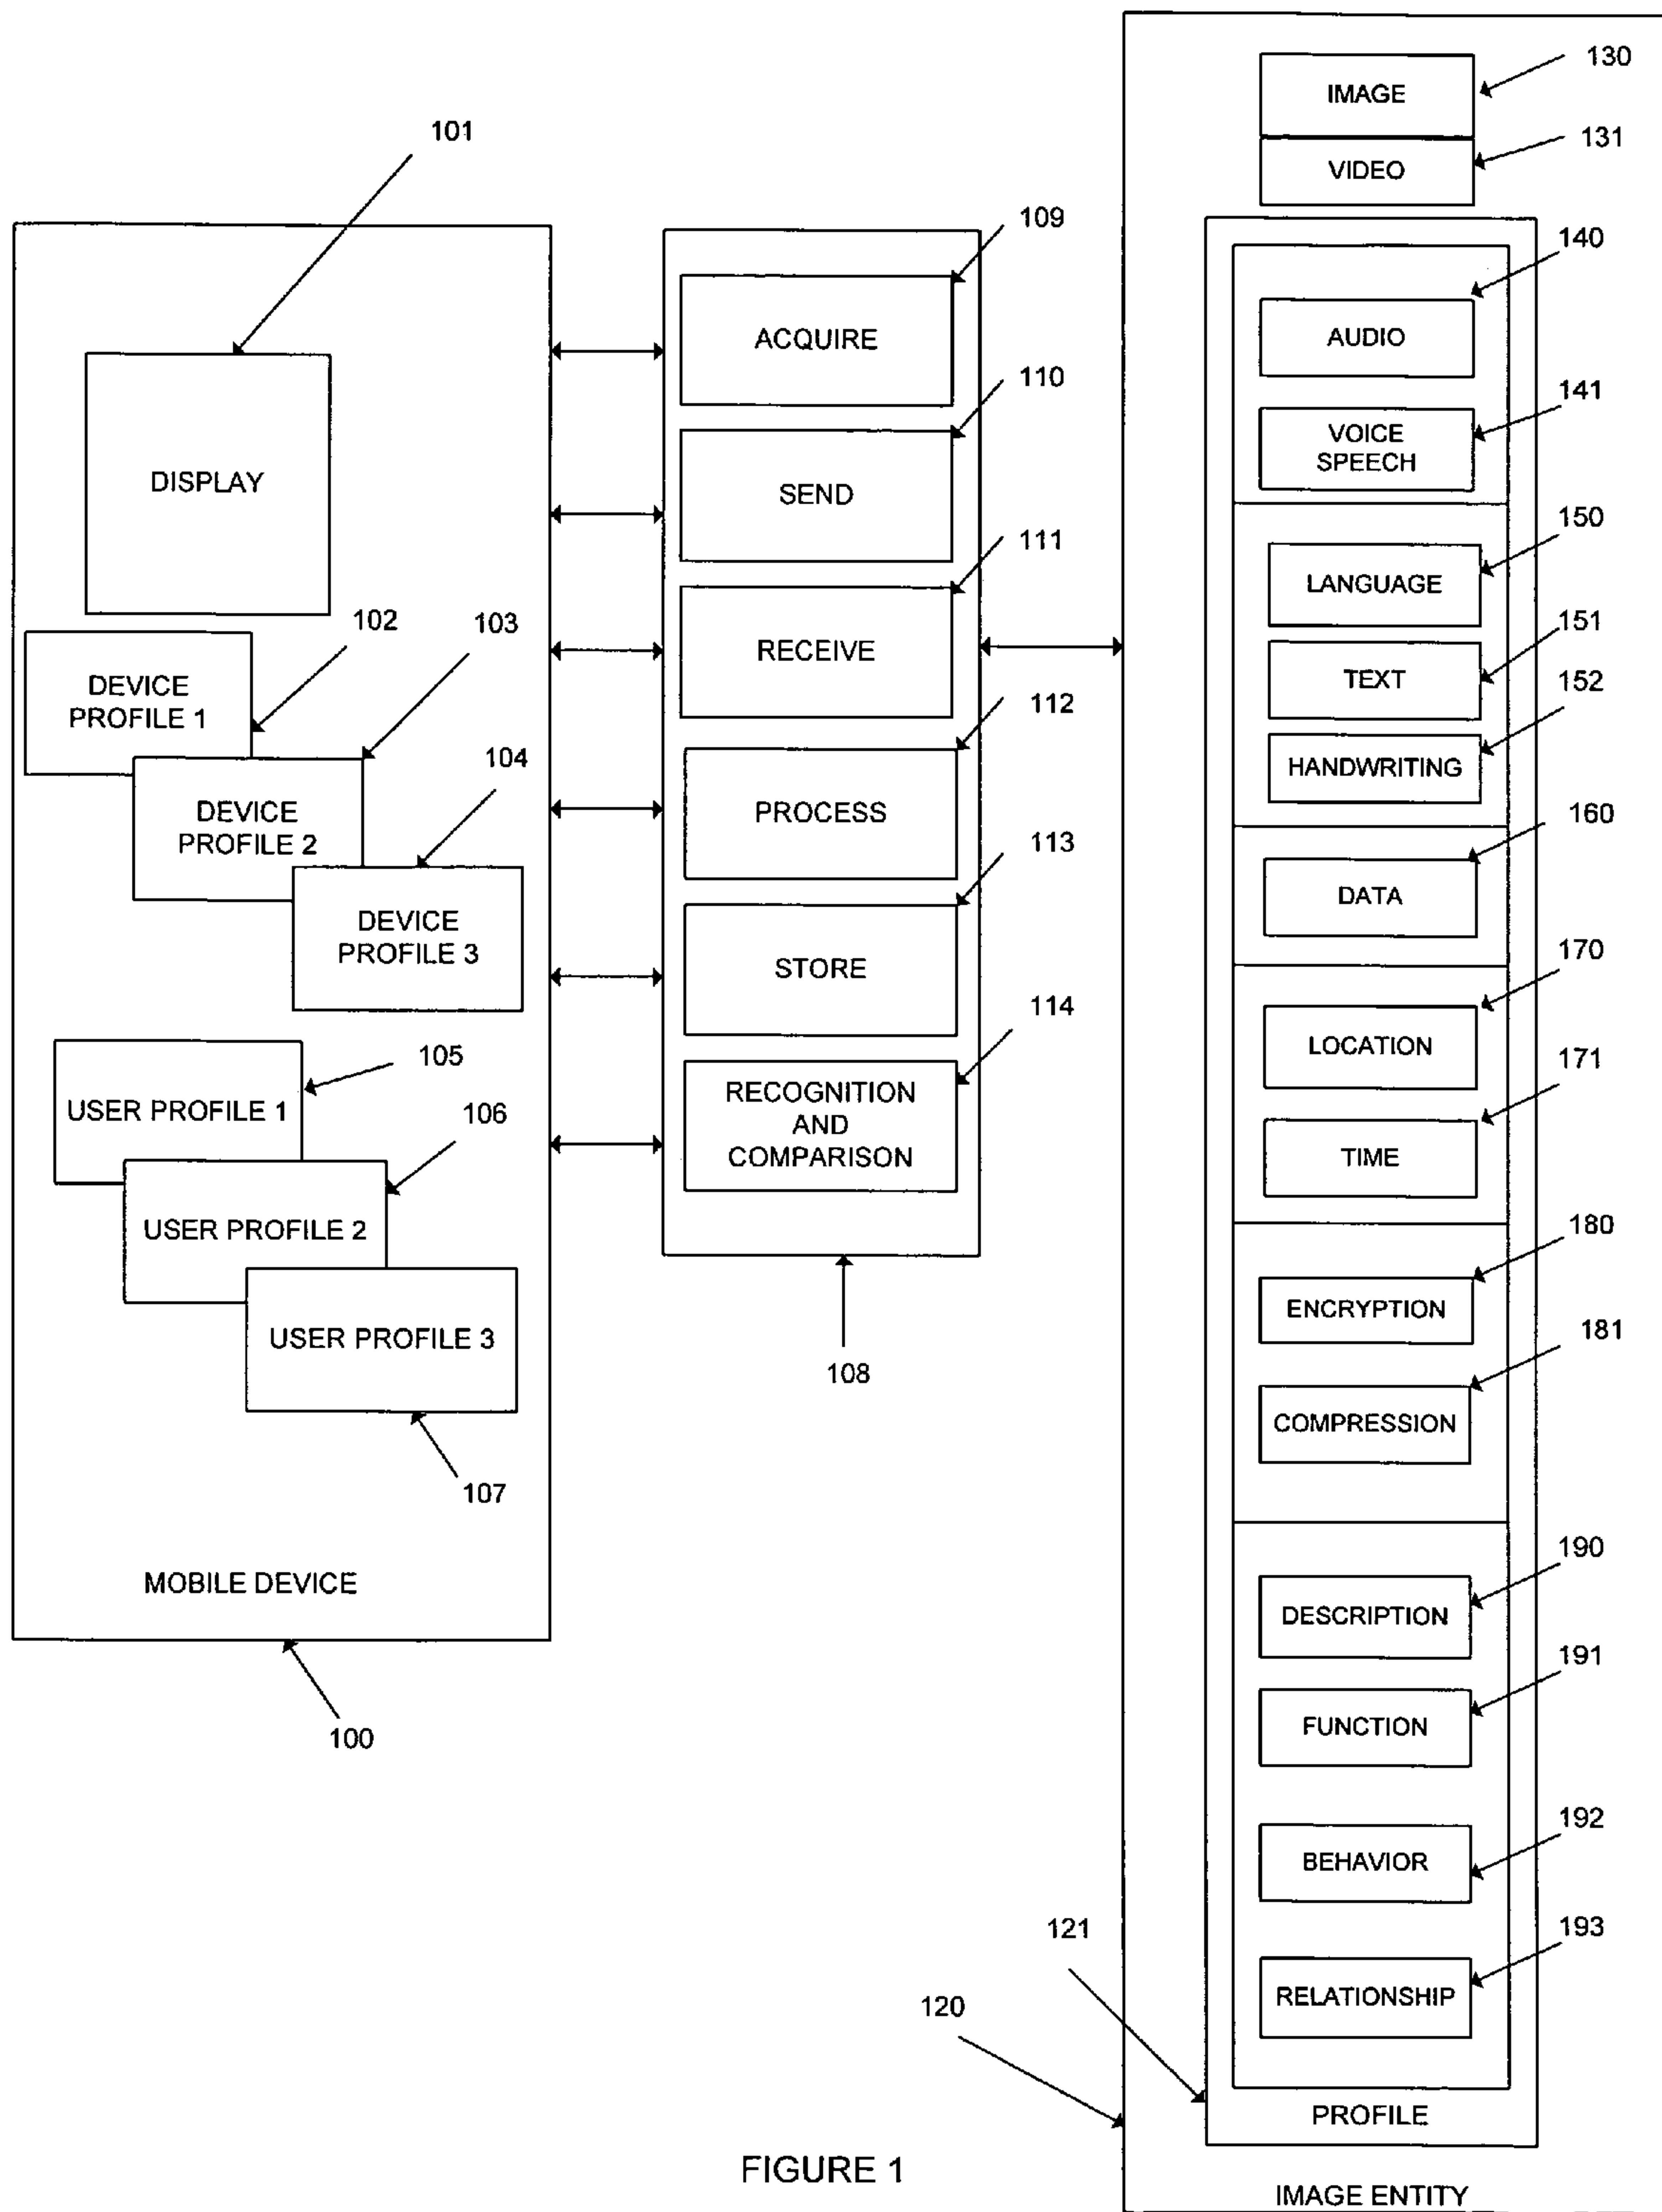 101
DISPLAY
102
103
DEVICE
PROFILE 1
104
DEVICE
PROFILE 2
DEVICE
PROFILE 3
105
USER PROFILE 1
106
USER PROFILE 2
USER PROFILE 3
107
MOBILE DEVICE
100
109
ACQUIRE
110
SEND
111
RECEIVE
112
PROCESS
113
STORE
114
RECOGNITION
AND
COMPARISON
108
130
IMAGE
131
VIDEO
140
AUDIO
141
VOICE
SPEECH
150
LANGUAGE
151
TEXT
152
HANDWRITING
160
DATA
170
LOCATION
171
TIME
180
ENCRYPTION
181
COMPRESSION
190
DESCRIPTION
191
FUNCTION
192
BEHAVIOR
193
RELATIONSHIP
121
120
PROFILE
IMAGE ENTITY
FIGURE 1